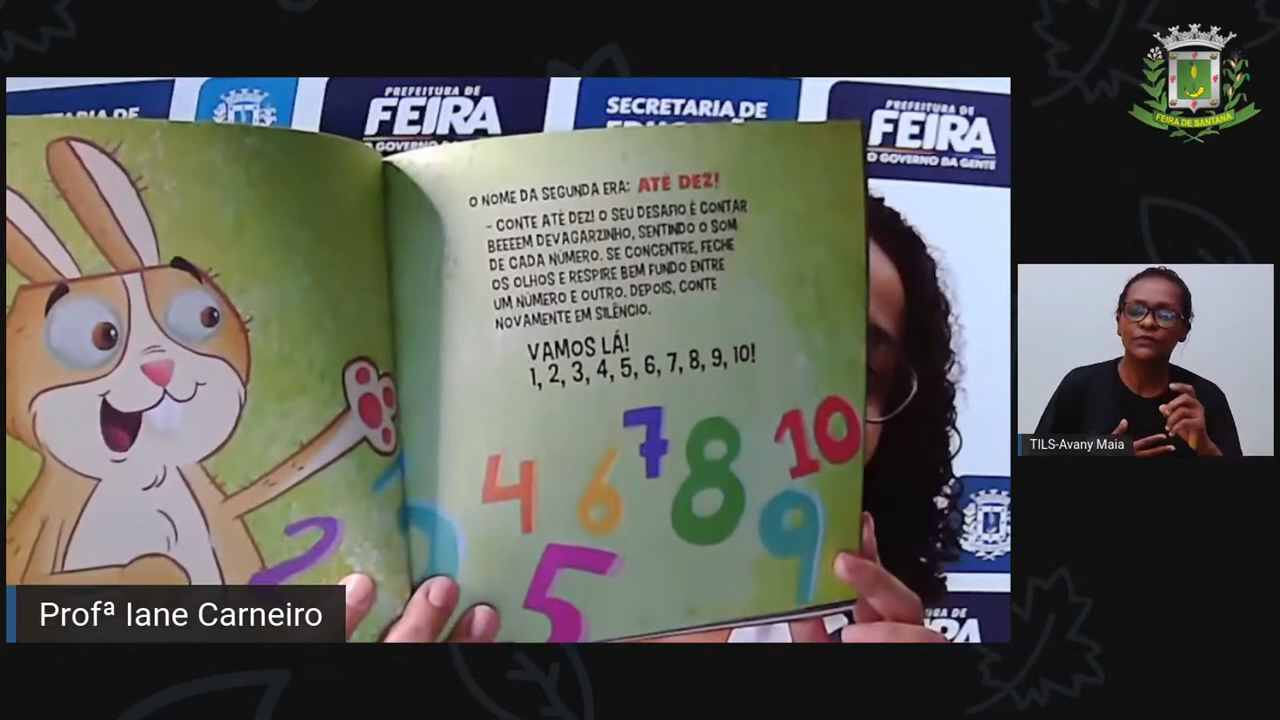 FEIRA DE SANTANA
PREFEITURA DE
FEIRA
SECRETARIA DE
PREFEITURA DE
FEIRA
O GOVERNO DA GENTE
O NOME DA SEGUNDA ERA: ATÉ DEZ!
- CONTE ATÉ DEZ! O SEU DESAFIO É CONTAR
BEEEEM DEVAGARZINHO, SENTINDO O SOM
DE CADA NÚMERO. SE CONCENTRE, FECHE
OS OLHOS E RESPIRE BEM FUNDO ENTRE
UM NÚMERO E OUTRO. DEPOIS, CONTE
NOVAMENTE EM SILÊNCIO.
VAMOS LÁ!
1, 2, 3, 4, 5, 6, 7, 8, 9, 10!
2 4 5 6 7 8 9 10
TILS-Avany Maia
Profª Iane Carneiro